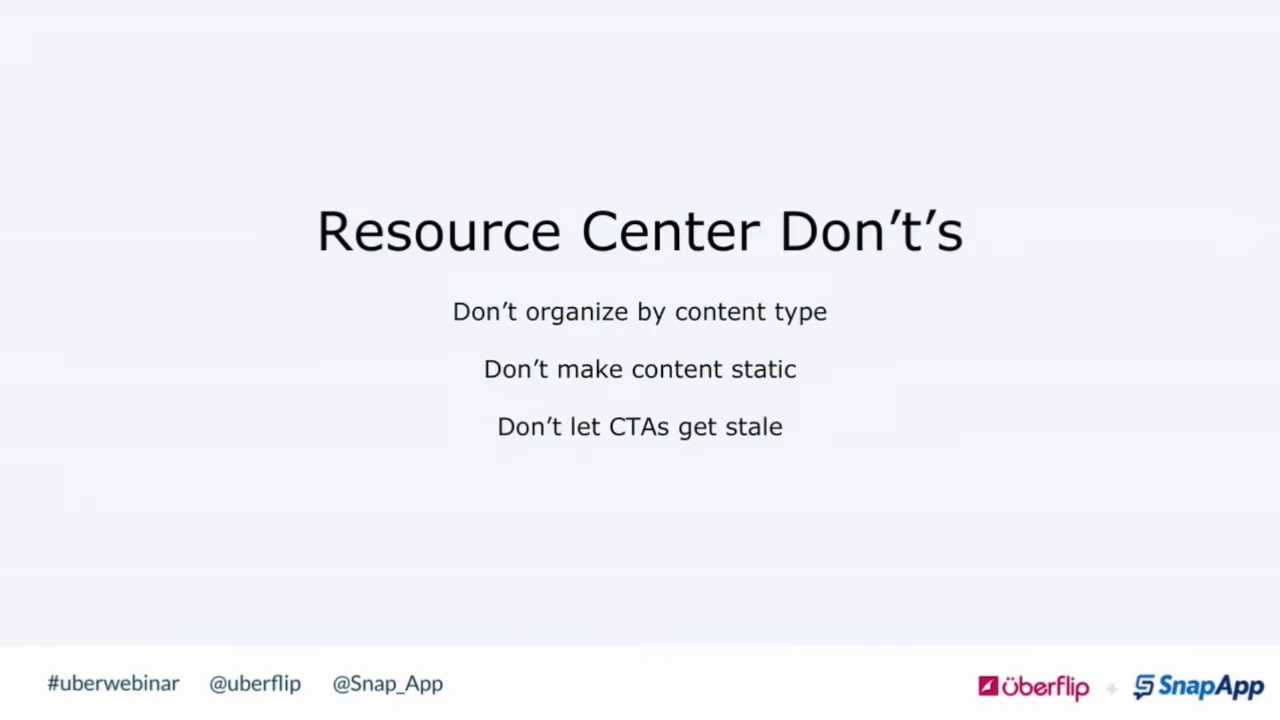 Resource Center Don’t’s
Don’t organize by content type
Don’t make content static
Don’t let CTAs get stale
#uberwebinar @uberflip @Snap_App
überflip + SnapApp